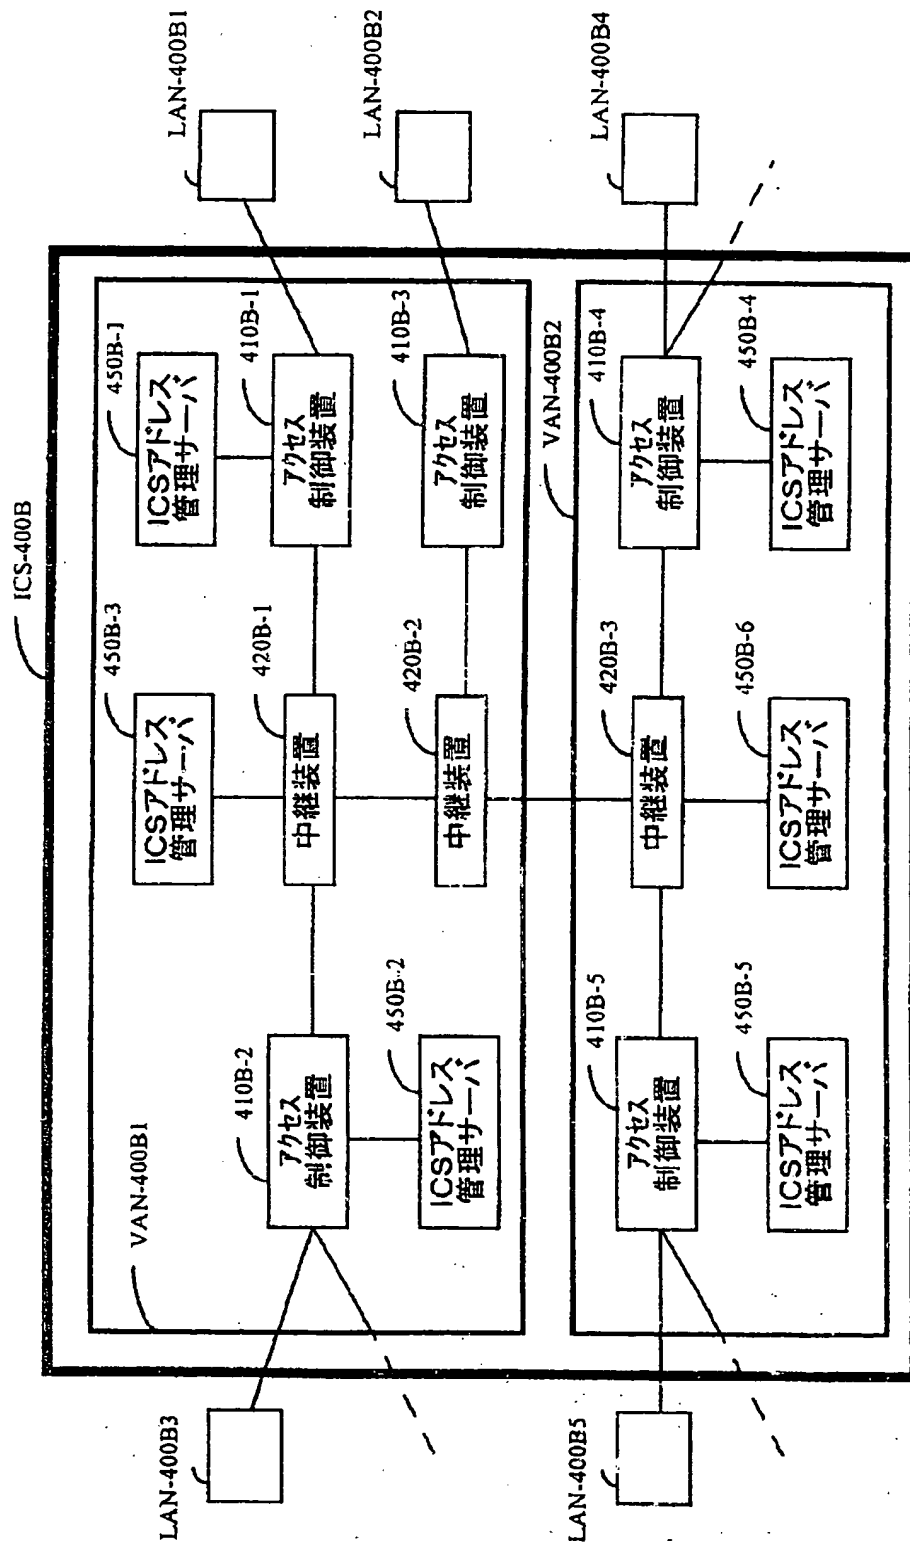 ICS-400B
VAN-400B1
LAN-400B3
410B-2
アクセス
制御装置
450B-2
ICSアドレス
管理サーバ
450B-3
ICSアドレス
管理サーバ
420B-1
中継装置
420B-2
中継装置
450B-1
ICSアドレス
管理サーバ
410B-1
アクセス
制御装置
410B-3
アクセス
制御装置
LAN-400B1
LAN-400B2
VAN-400B2
LAN-400B5
410B-5
アクセス
制御装置
450B-5
ICSアドレス
管理サーバ
420B-3
中継装置
450B-6
ICSアドレス
管理サーバ
410B-4
アクセス
制御装置
450B-4
ICSアドレス
管理サーバ
LAN-400B4